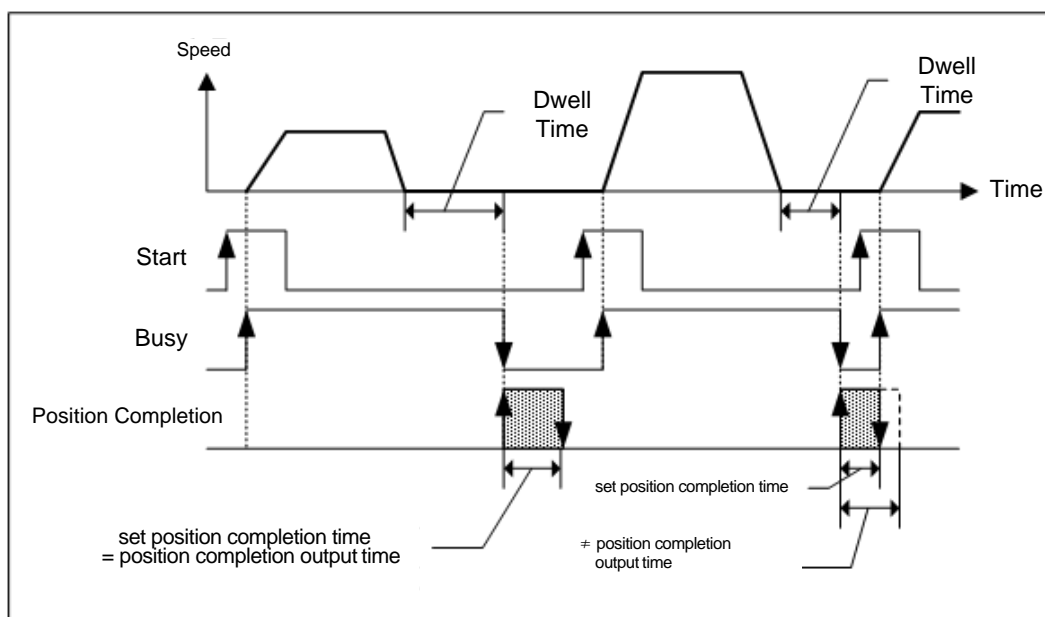 Speed
Dwell
Time
Dwell
Time
Time
Start
Busy
Position Completion
set position completion time
set position completion time
= position completion output time
≠ position completion
output time